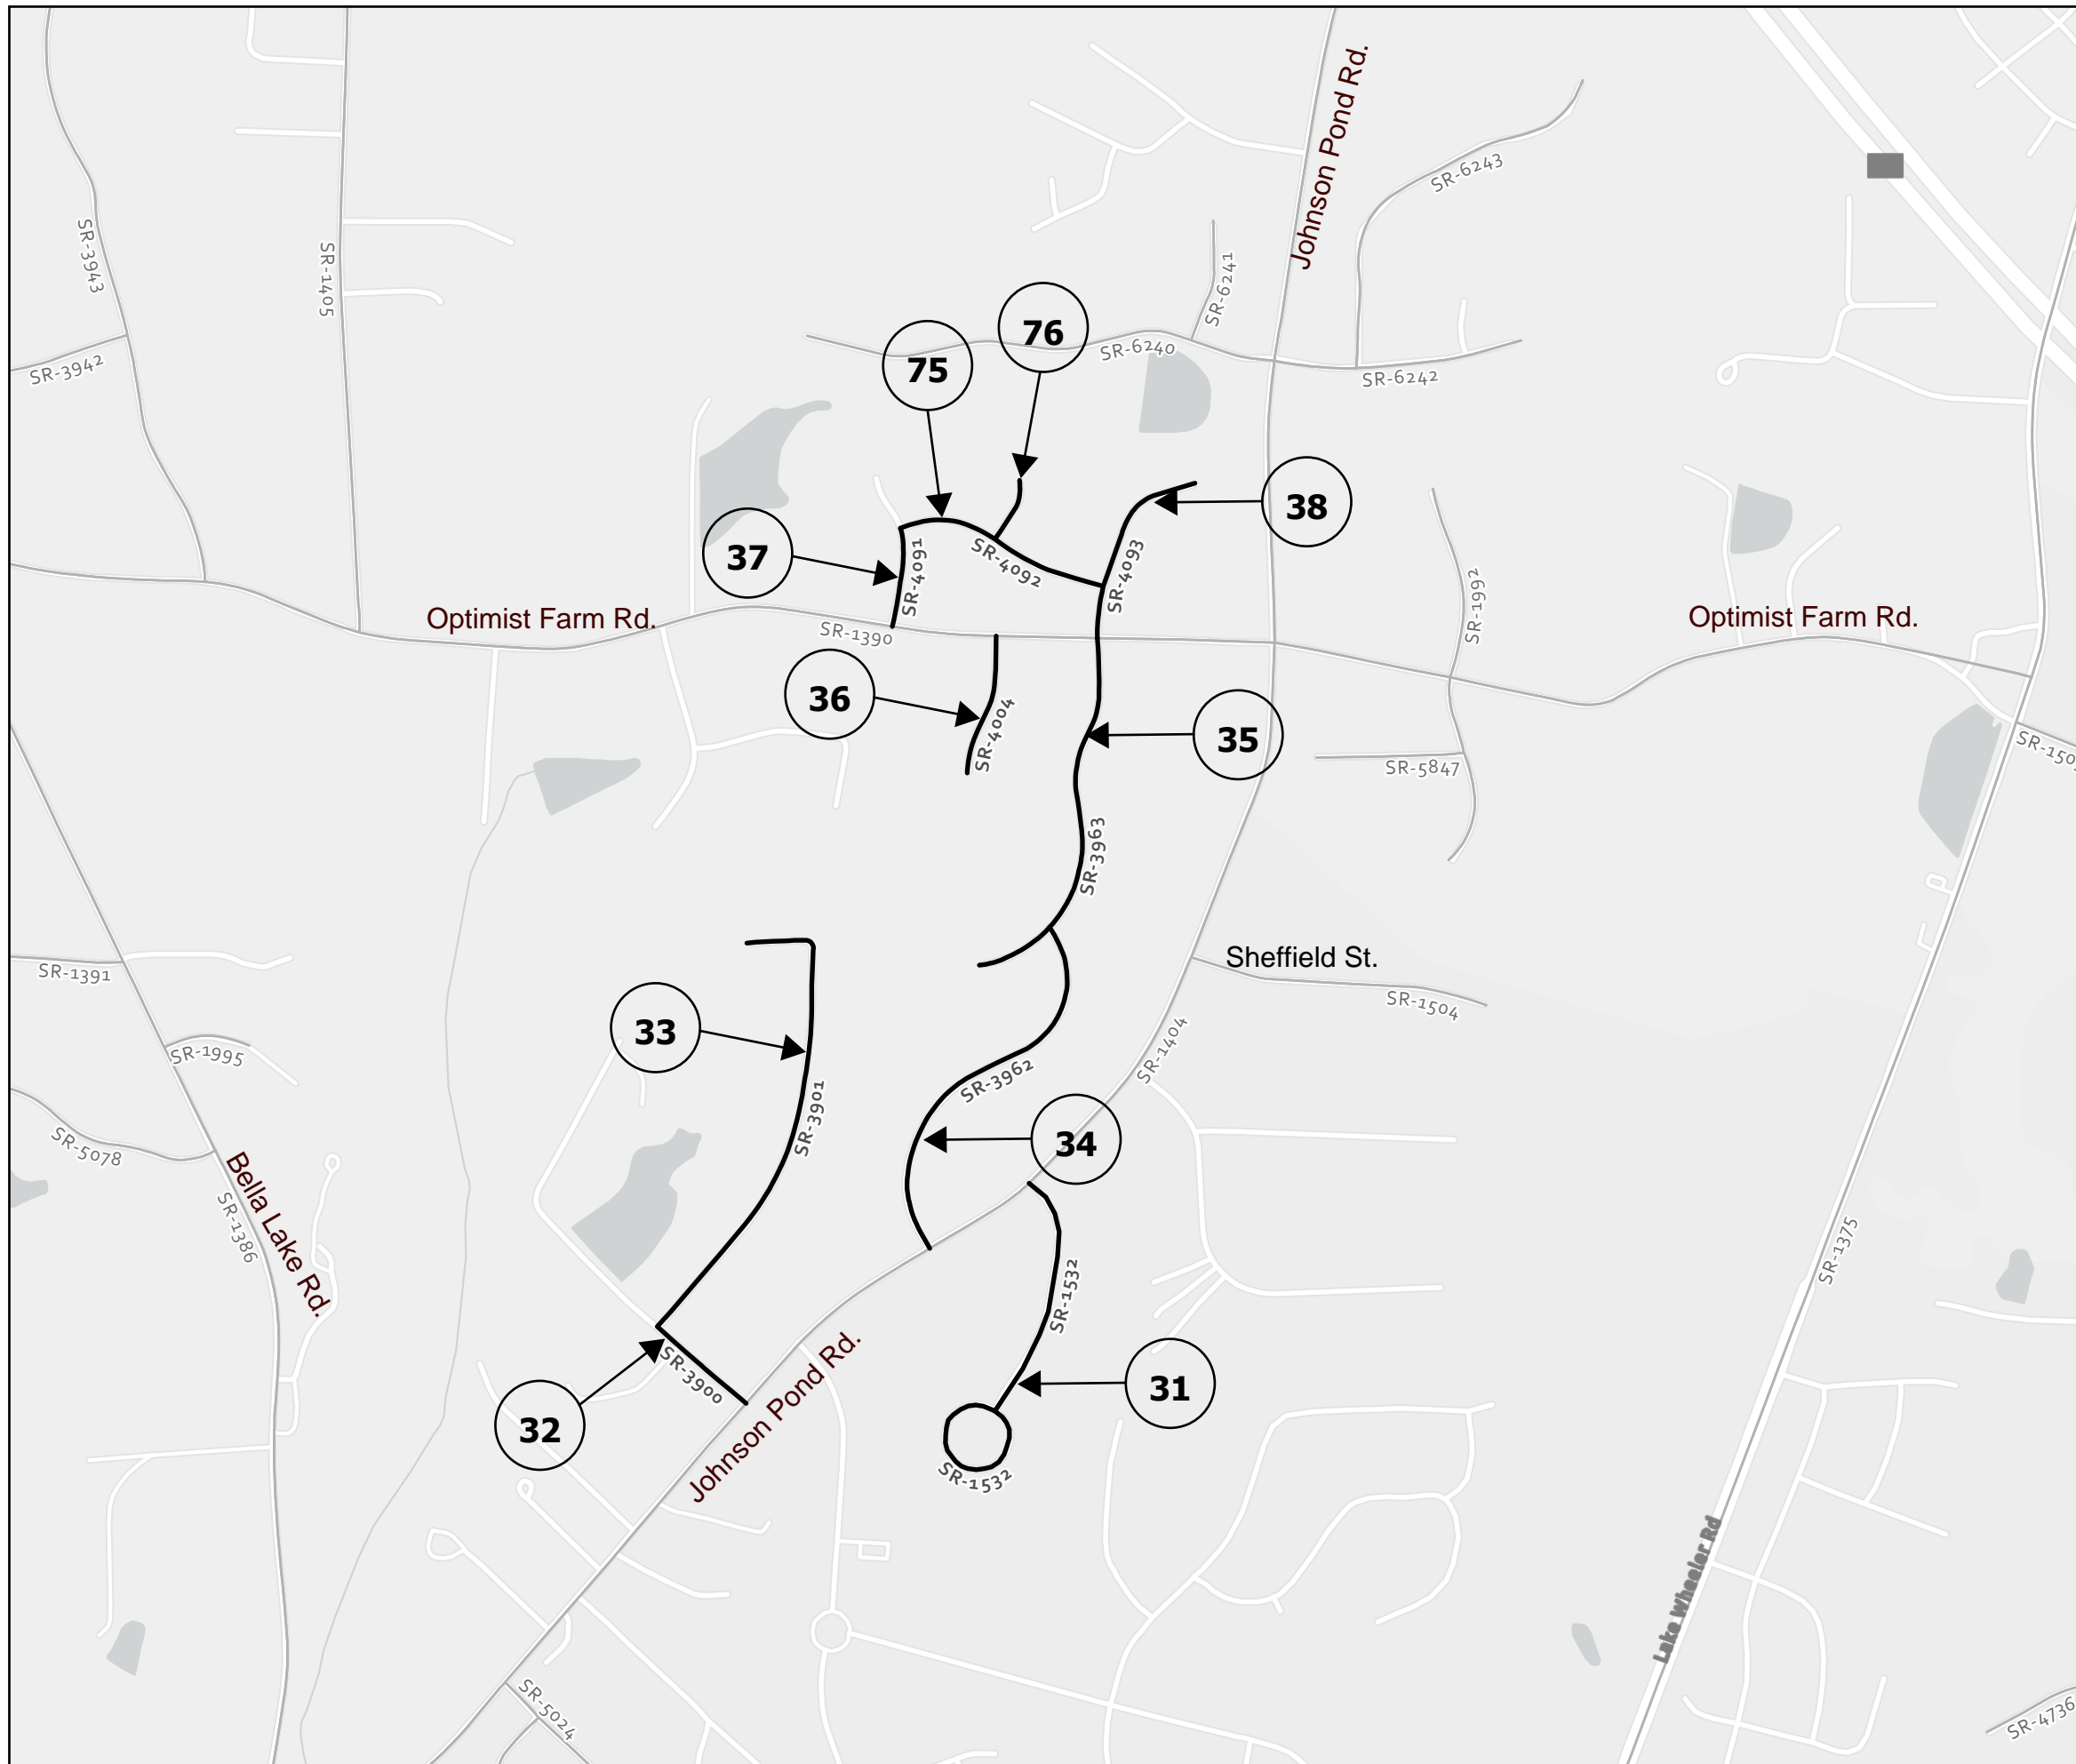 Johnson Pond Rd.
SR-6243
SR-3943
SR-1405
SR-6241
76
SR-6240
75
SR-3942
SR-6242
38
37
SR-4091
SR-4092
SR-4093
SR-1992
Optimist Farm Rd.
SR-1390
Optimist Farm Rd.
36
SR-4004
35
SR-5847
SR-3963
Sheffield St.
SR-1391
SR-1504
33
SR-1995
SR-1404
SR-3962
SR-3901
34
SR-5078
Bella Lake Rd.
SR-1386
SR-1375
SR-1532
32
SR-3900
Johnson Pond Rd.
31
SR-1532
Lake Wheeler Rd
SR-5024
SR-4736